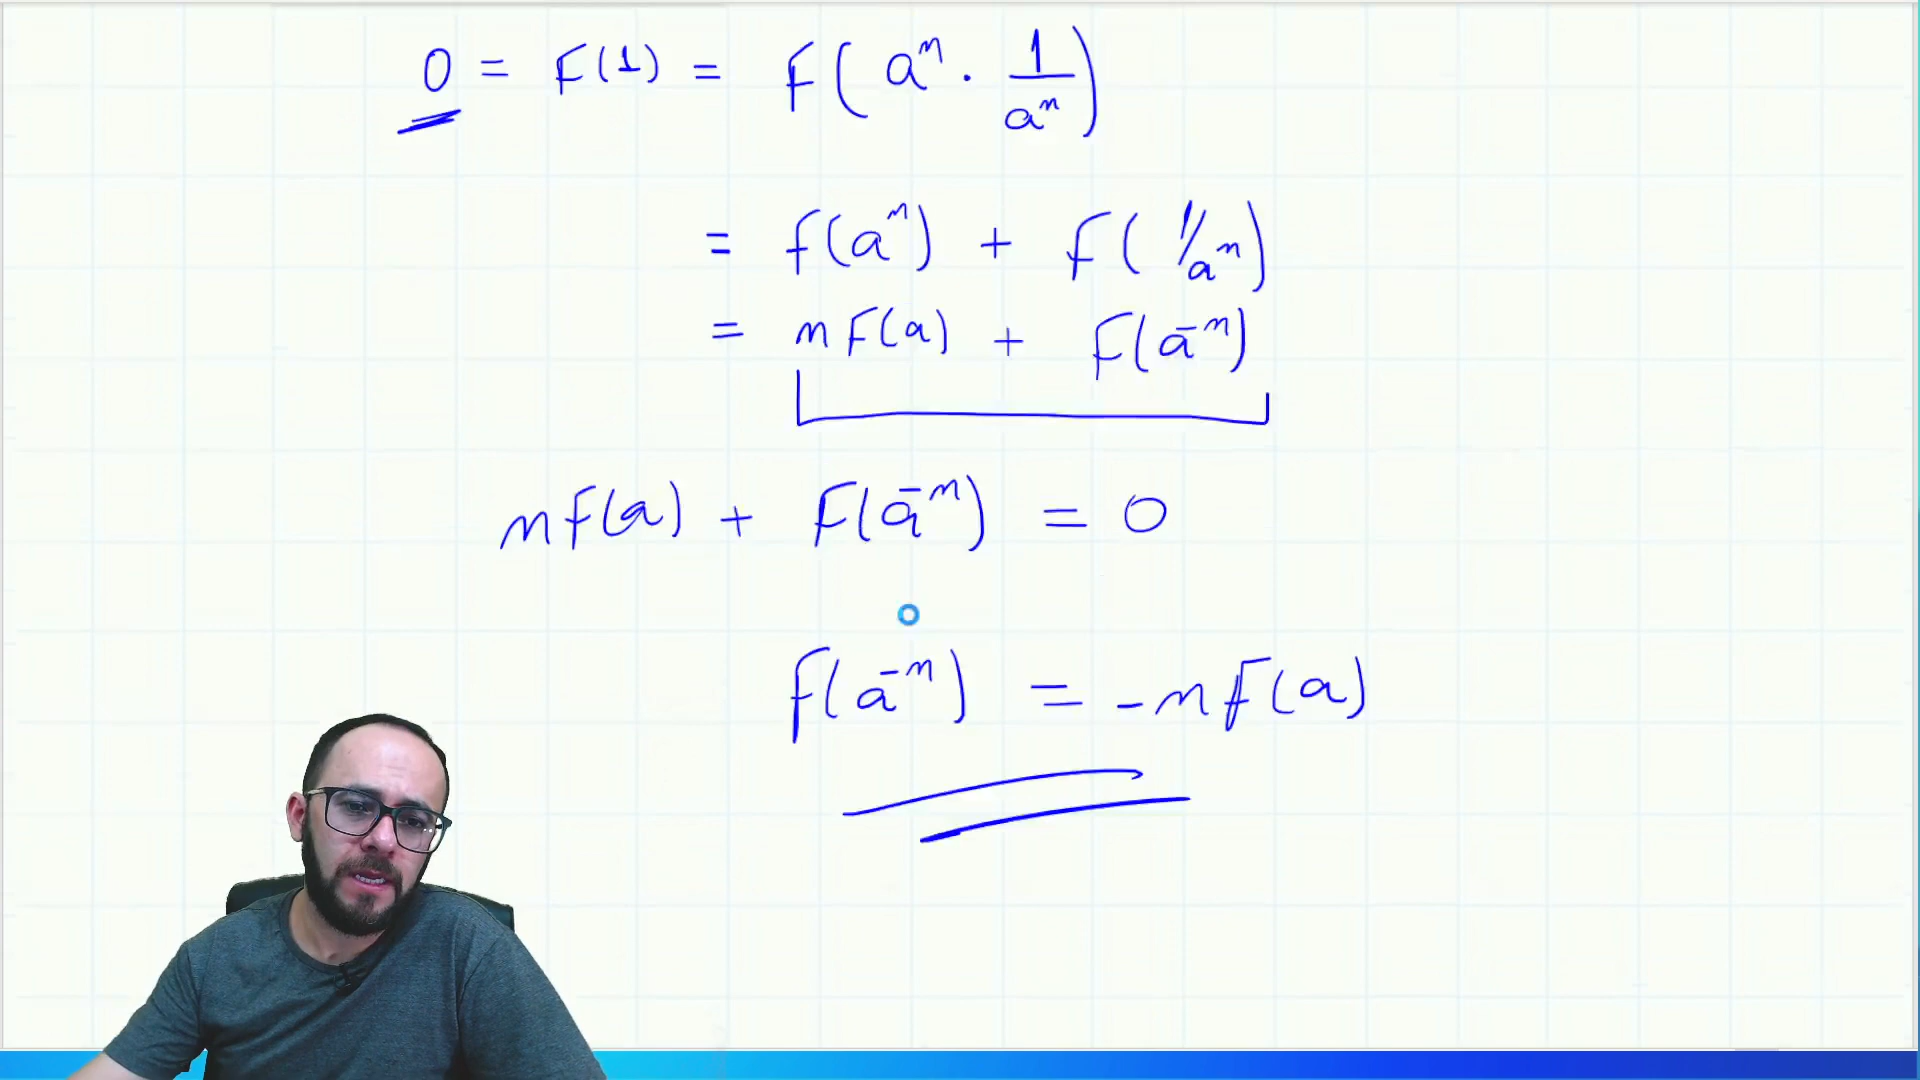 0 = F(1) = F(aⁿ · 1/aⁿ)
= F(aⁿ) + F(1/aⁿ)
= nF(a) + F(a⁻ⁿ)
nF(a) + F(a⁻ⁿ) = 0
F(a⁻ⁿ) = -nF(a)